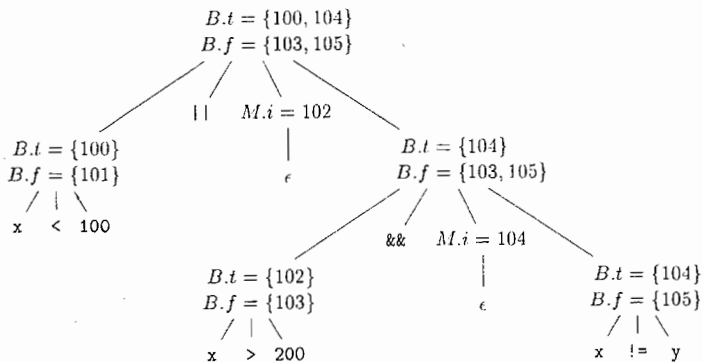 B.t = {100, 104}
B.f = {103, 105}
|| M.i = 102
B.t = {100}
B.f = {101}
ϵ
B.t = {104}
B.f = {103, 105}
x < 100
&& M.i = 104
B.t = {102}
B.f = {103}
ϵ
B.t = {104}
B.f = {105}
x > 200
x != y